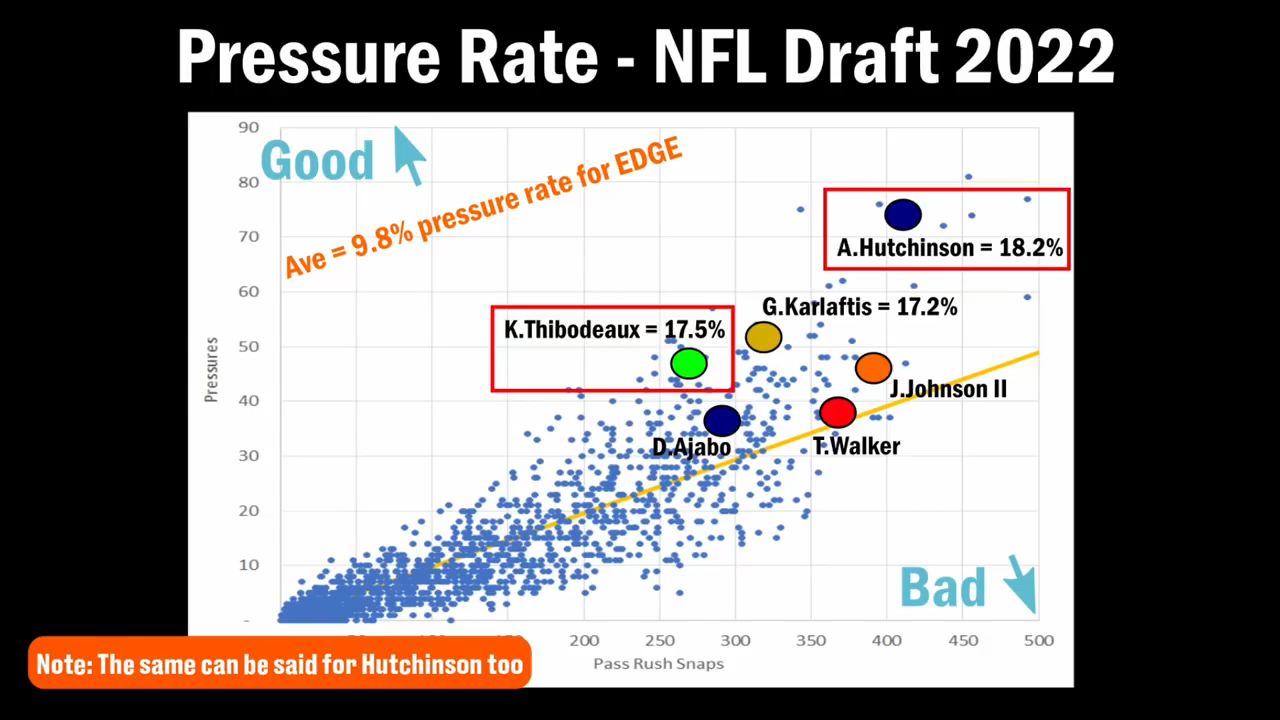 Pressure Rate - NFL Draft 2022
90
Good
Ave = 9.8% pressure rate for EDGE
80
70
A.Hutchinson = 18.2%
60
G.Karlaftis = 17.2%
K.Thibodeaux = 17.5%
50
Pressures
40
J.Johnson II
D.Ajabo
T.Walker
30
20
10
Bad
-
200 250 300 350 400 450 500
Pass Rush Snaps
Note: The same can be said for Hutchinson too